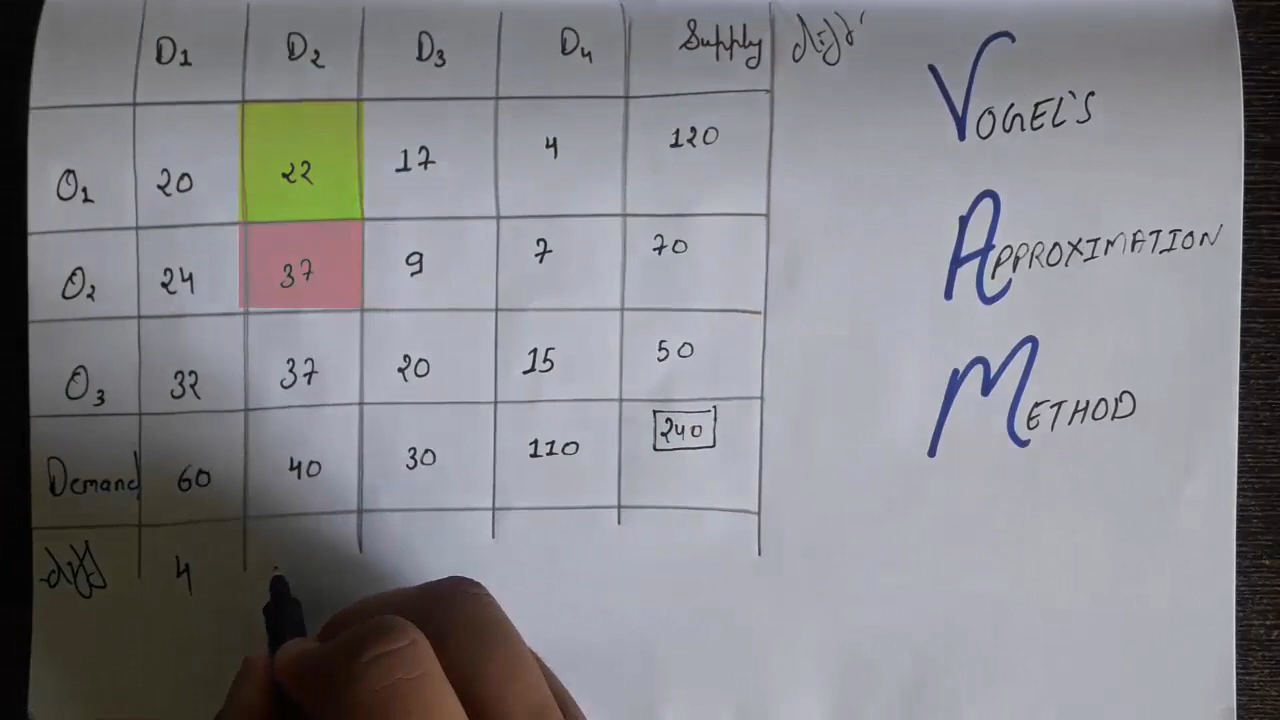 D1 D2 D3 D4 Supply diff
O1 20 22 17 4 120
O2 24 37 9 7 70
O3 32 37 20 15 50
Demand 60 40 30 110 240
diff 4
VOGEL'S
APPROXIMATION
METHOD